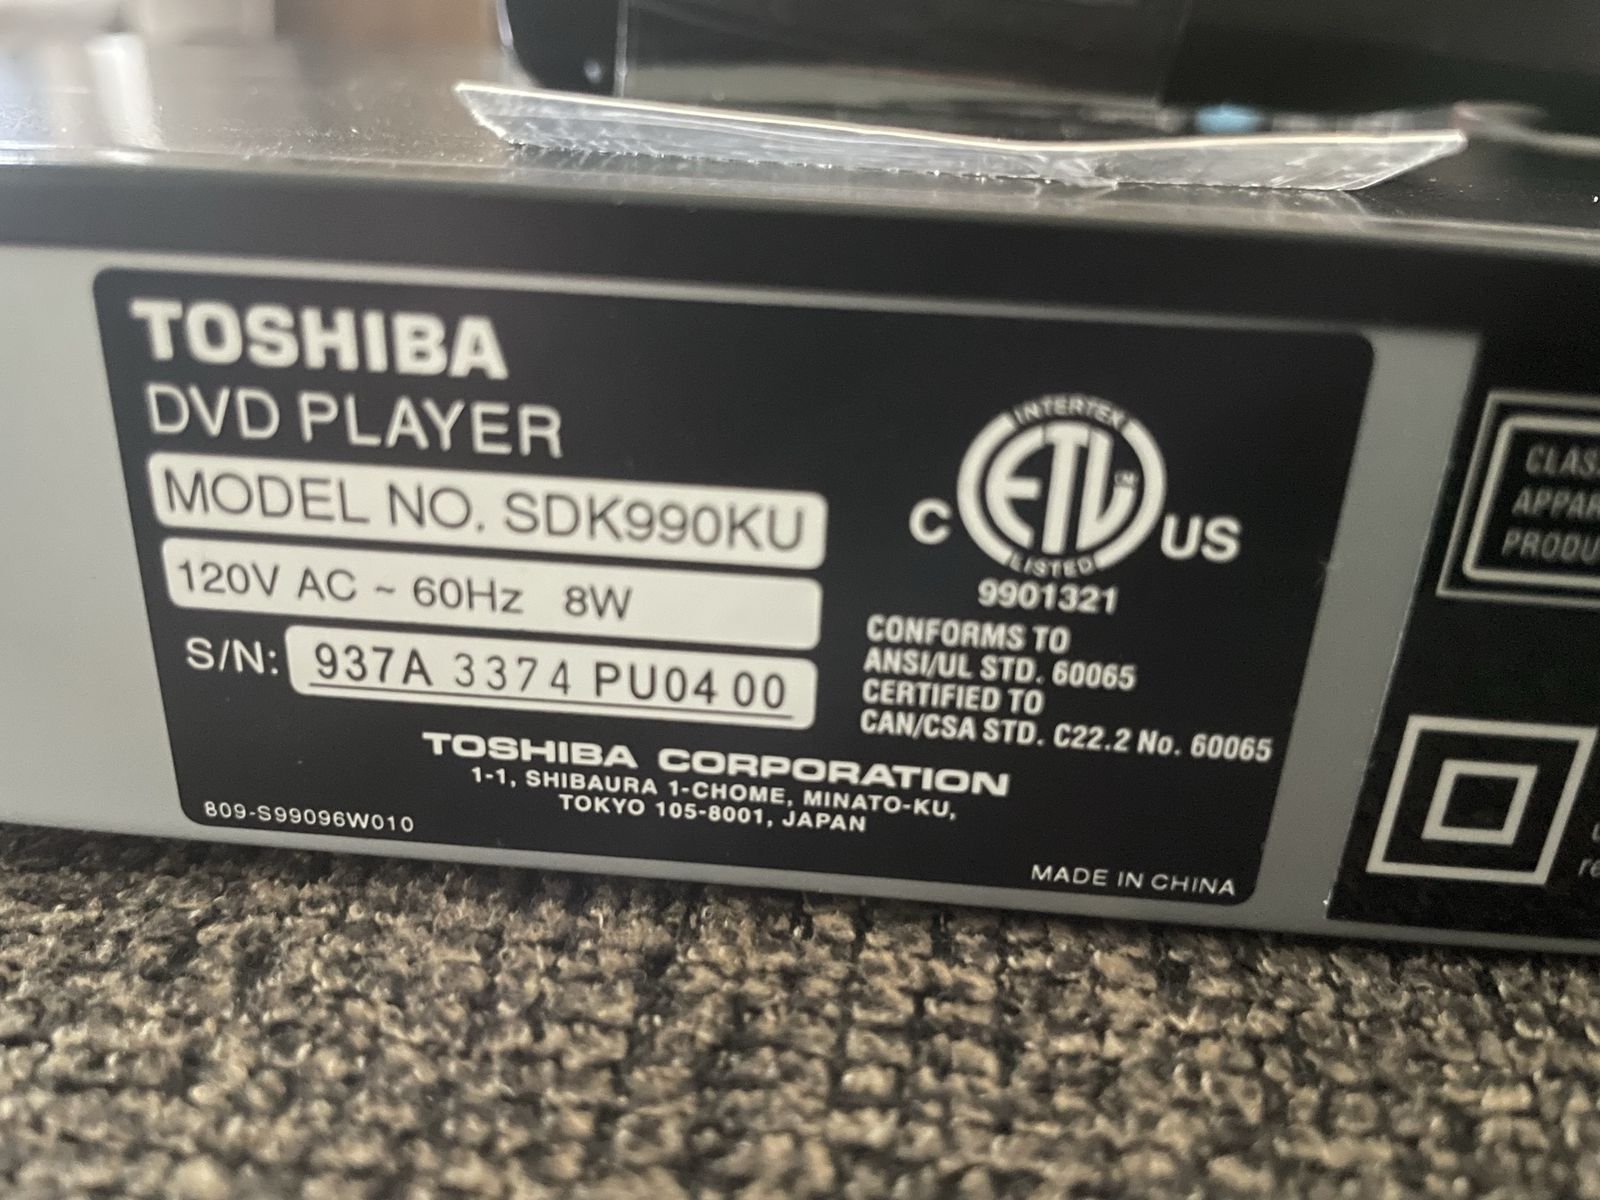 TOSHIBA
DVD PLAYER
MODEL NO. SDK990KU
120V AC ~ 60Hz 8W
S/N: 937A 3374 PU04 00
INTERTEK
ETL
C US
LISTED
9901321
CONFORMS TO
ANSI/UL STD. 60065
CERTIFIED TO
CAN/CSA STD. C22.2 No. 60065
TOSHIBA CORPORATION
1-1, SHIBAURA 1-CHOME, MINATO-KU,
TOKYO 105-8001, JAPAN
809-S99096W010
MADE IN CHINA